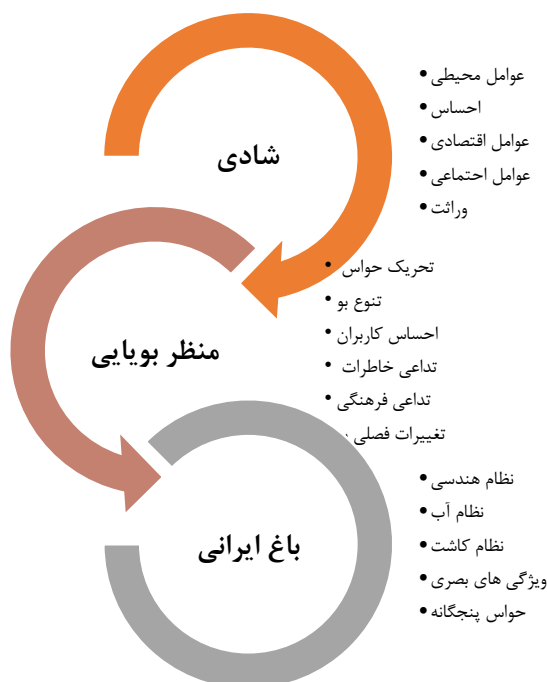 شادی
• عوامل محیطی
• احساس
• عوامل اقتصادی
• عوامل احتماعی
• وراثت
منظر بویایی
• تحریک حواس
• تنوع بو
• احساس کاربران
• تداعی خاطرات
• تداعی فرهنگی
تغییرات فصلی
باغ ایرانی
• نظام هندسی
• نظام آب
• نظام کاشت
• ویژگی های بصری
• حواس پنجگانه